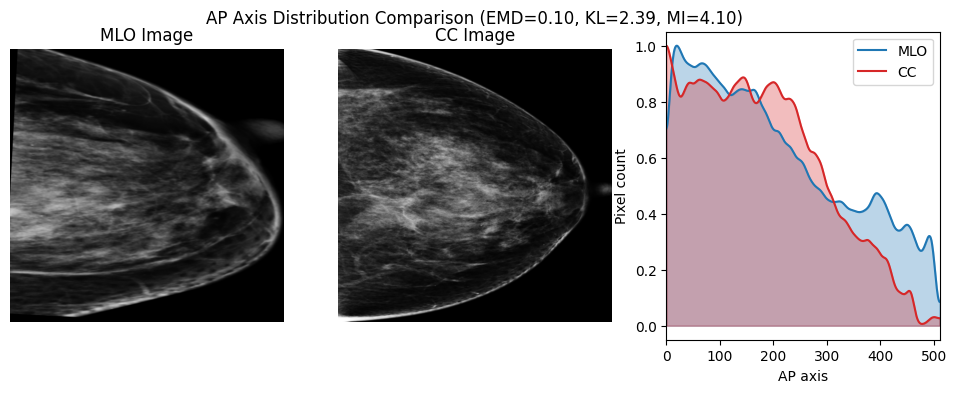 AP Axis Distribution Comparison (EMD=0.10, KL=2.39, MI=4.10)
MLO Image
CC Image
MLO
CC
Pixel count
1.0
0.8
0.6
0.4
0.2
0.0
0 100 200 300 400 500
AP axis